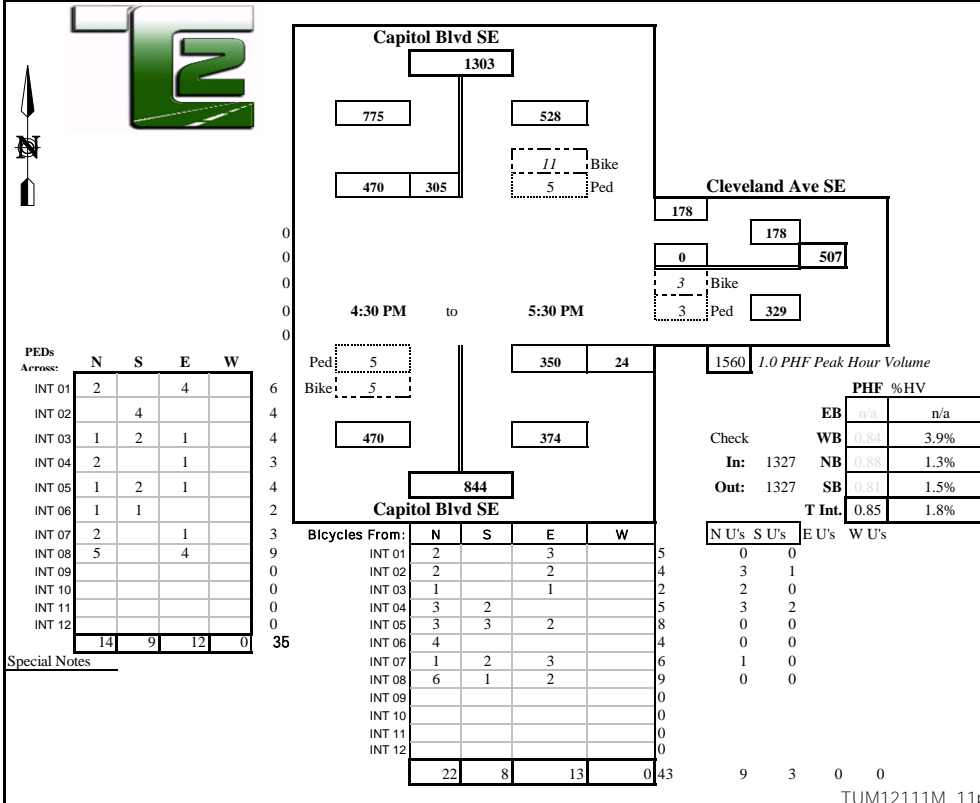 T2
Capitol Blvd SE
1303
775 528
11 Bike
470 305 5 Ped
Cleveland Ave SE
178
0 178
0 0 507
0 3 Bike
N
0 4:30 PM to 5:30 PM 3 Ped 329
0
Ped 5 350 24 1560 1.0 PHF Peak Hour Volume
Bike 5
PHF %HV
EB n/a n/a
470 374 Check WB 0.84 3.9%
In: 1327 NB 0.88 1.3%
844 Out: 1327 SB 0.81 1.5%
Capitol Blvd SE T Int. 0.85 1.8%
PEDs Across: N S E W
INT 01 2 4 6
INT 02 4 4
INT 03 1 2 1 4
INT 04 2 1 3
INT 05 1 2 1 4
INT 06 1 1 2
INT 07 2 1 3
INT 08 5 4 9
INT 09 0
INT 10 0
INT 11 0
INT 12 0
14 9 12 0 35
Special Notes
Bicycles From: N S E W N U's S U's E U's W U's
INT 01 2 3 5 0 0
INT 02 2 2 4 3 1
INT 03 1 1 2 2 0
INT 04 3 2 5 3 2
INT 05 3 3 2 8 0 0
INT 06 4 4 0 0
INT 07 1 2 3 6 1 0
INT 08 6 1 2 9 0 0
INT 09 0
INT 10 0
INT 11 0
INT 12 0
22 8 13 0 43 9 3 0 0